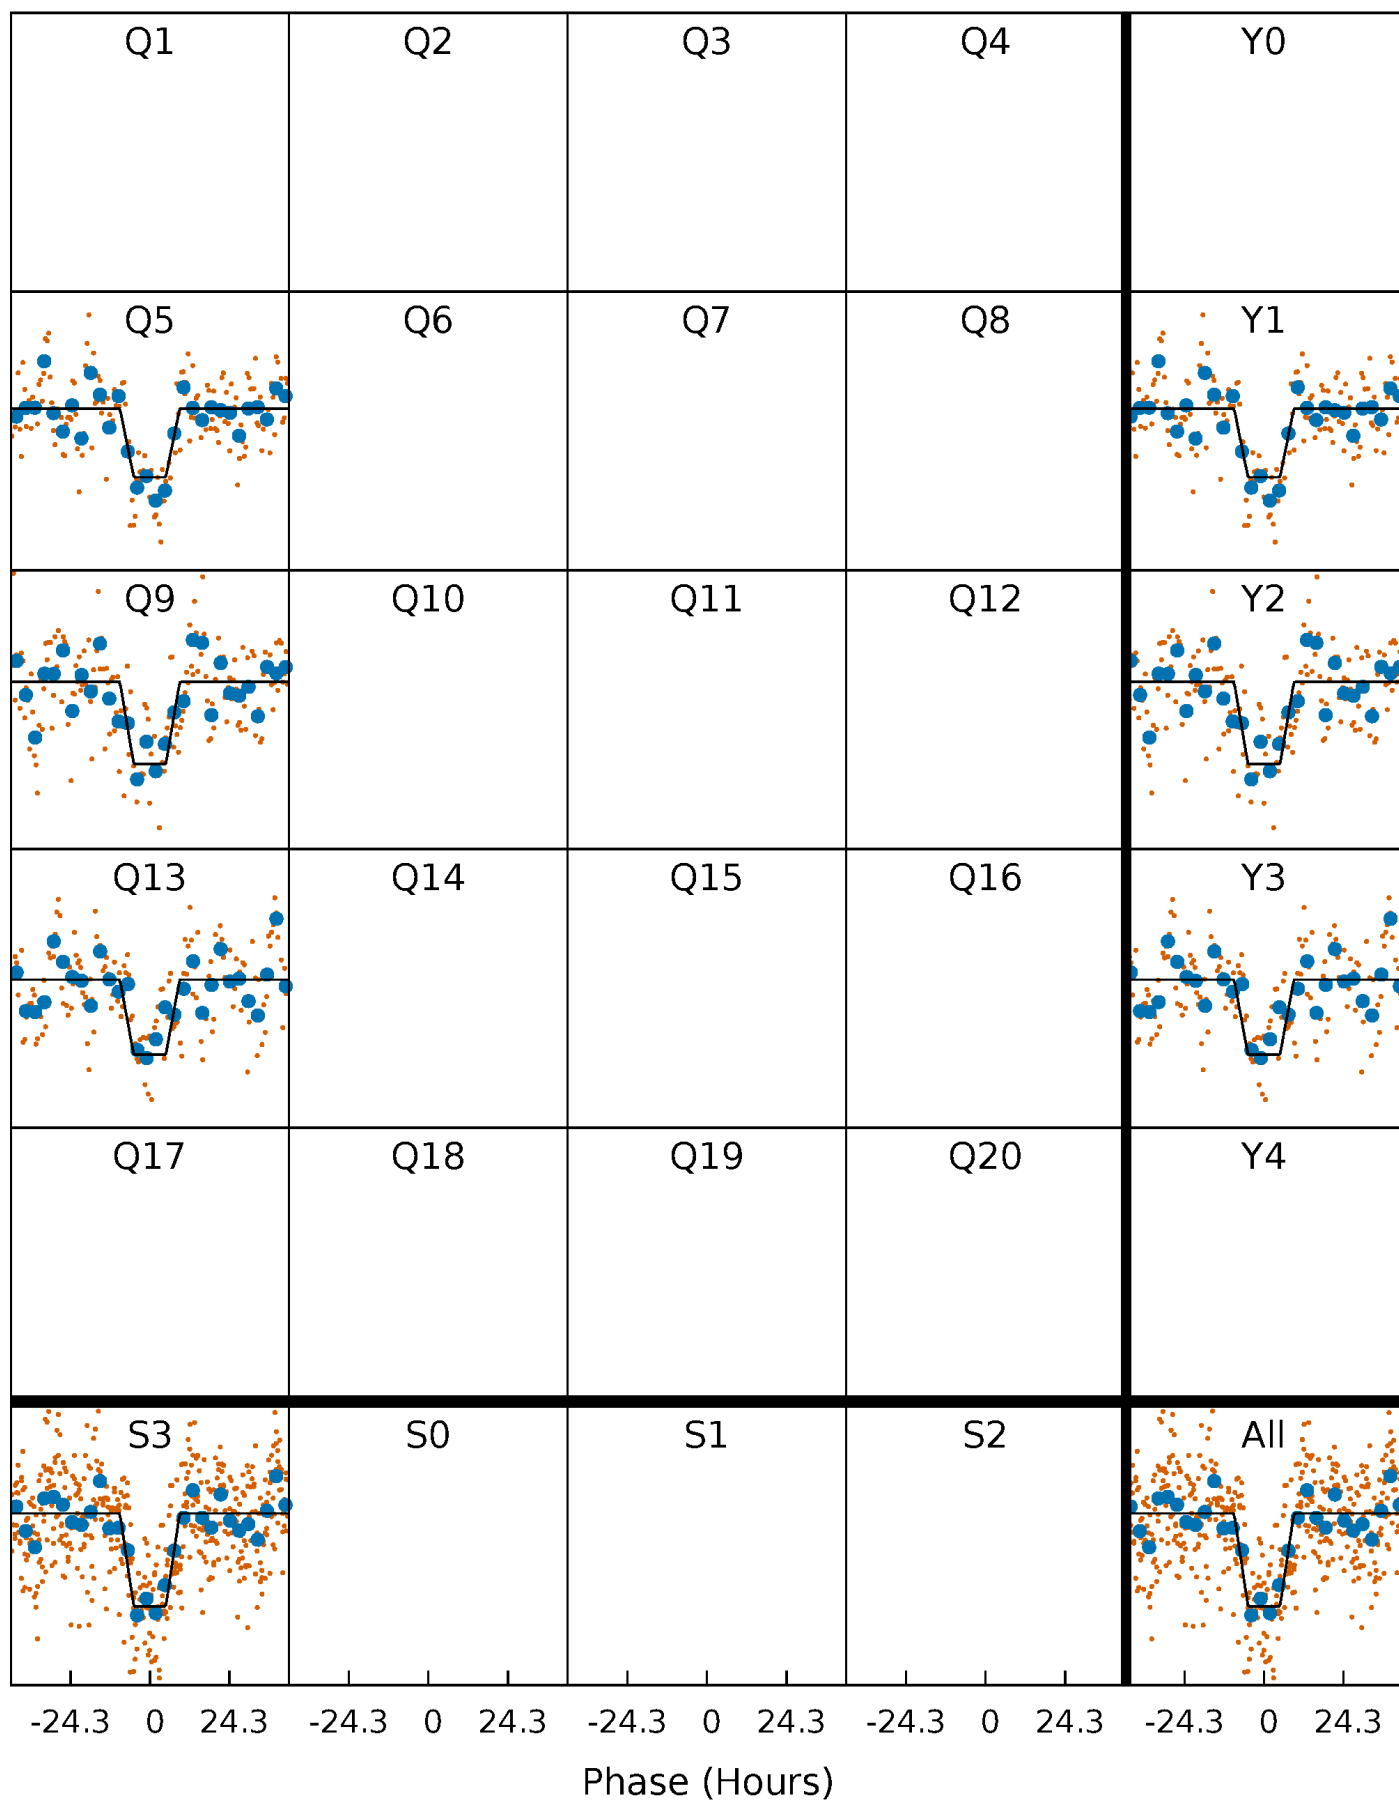 Q1 Q2 Q3 Q4 Y0
Q5 Q6 Q7 Q8 Y1
Q9 Q10 Q11 Q12 Y2
Q13 Q14 Q15 Q16 Y3
Q17 Q18 Q19 Q20 Y4
S3 S0 S1 S2 All
-24.3 0 24.3 -24.3 0 24.3 -24.3 0 24.3 -24.3 0 24.3 -24.3 0 24.3
Phase (Hours)